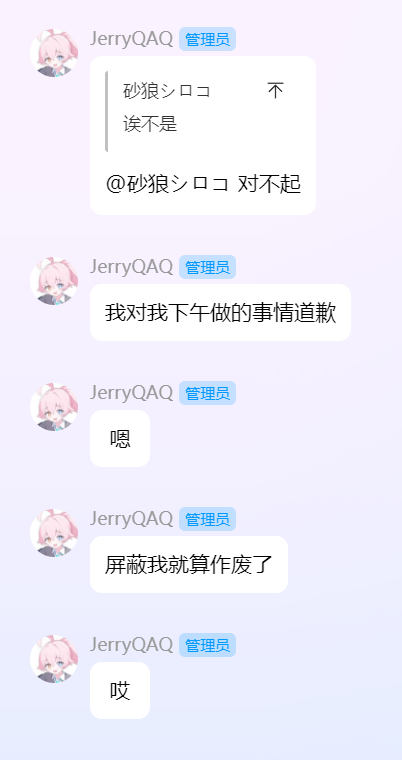 JerryQAQ 管理员
砂狼シロコ
诶不是
@砂狼シロコ 对不起
JerryQAQ 管理员
我对我下午做的事情道歉
JerryQAQ 管理员
嗯
JerryQAQ 管理员
屏蔽我就算作废了
JerryQAQ 管理员
哎